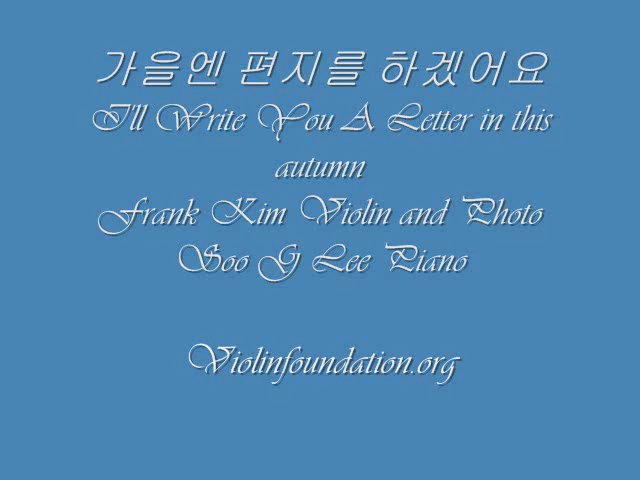 가을엔 편지를 하겠어요
I'll Write You A Letter in this
autumn
Frank Kim Violin and Photo
Soo G Lee Piano
Violinfoundation.org